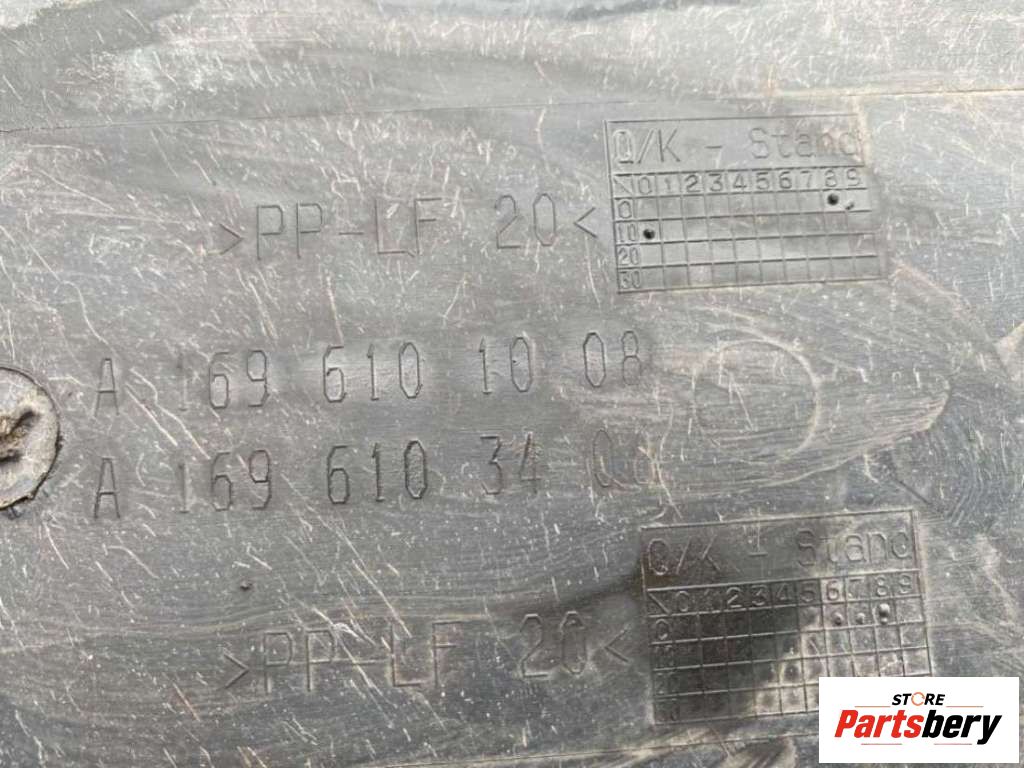 Q/K - Stand
0 1 2 3 4 5 6 7 8 9
0
10
20
30
>PP-LF 20<
A 169 610 10 08
A 169 610 34
Q/K - Stand
0 1 2 3 4 5 6 7 8 9
0
10
>PP-LF 20<
STORE
Partsbery